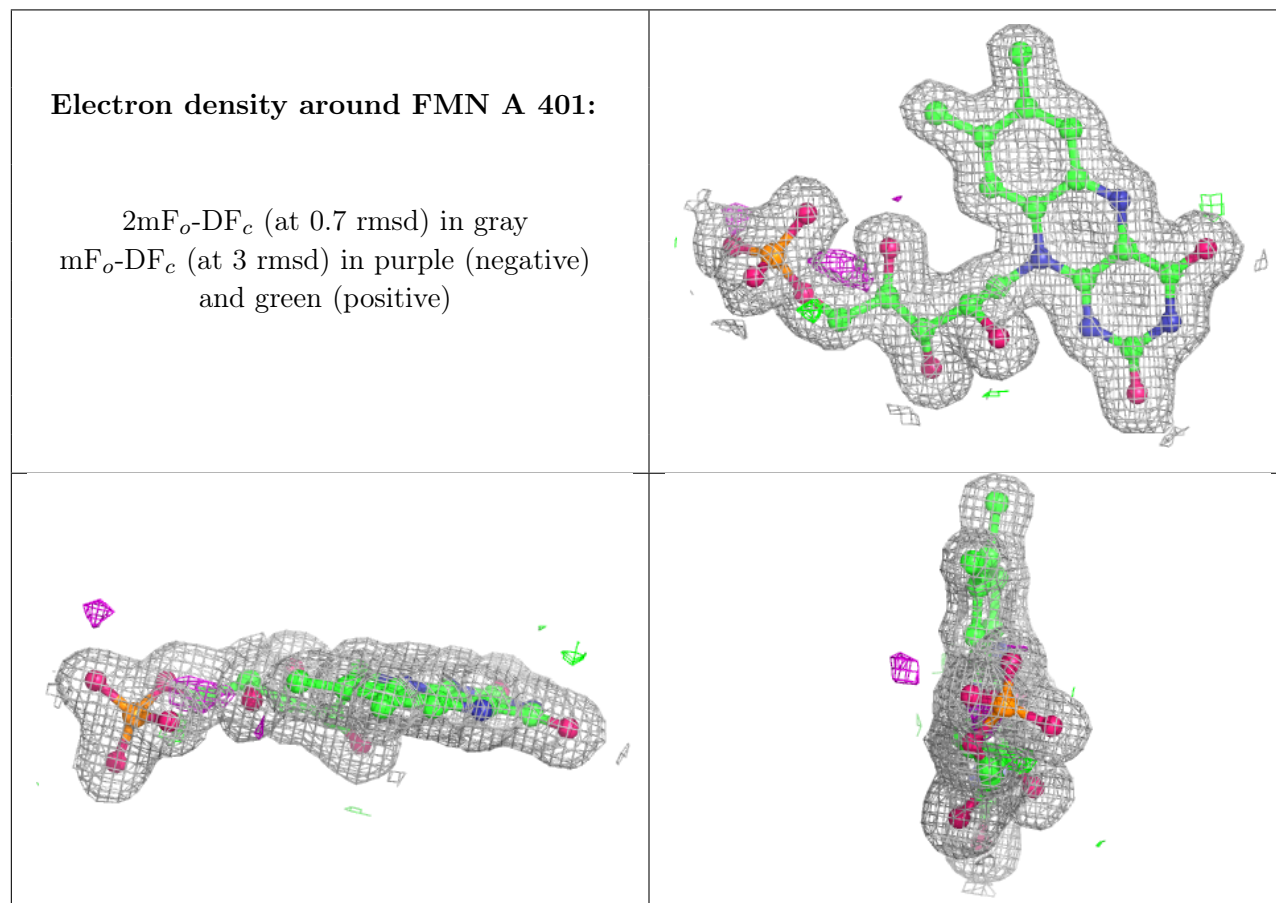 Electron density around FMN A 401:
2mFo-DFc (at 0.7 rmsd) in gray
mFo-DFc (at 3 rmsd) in purple (negative)
and green (positive)